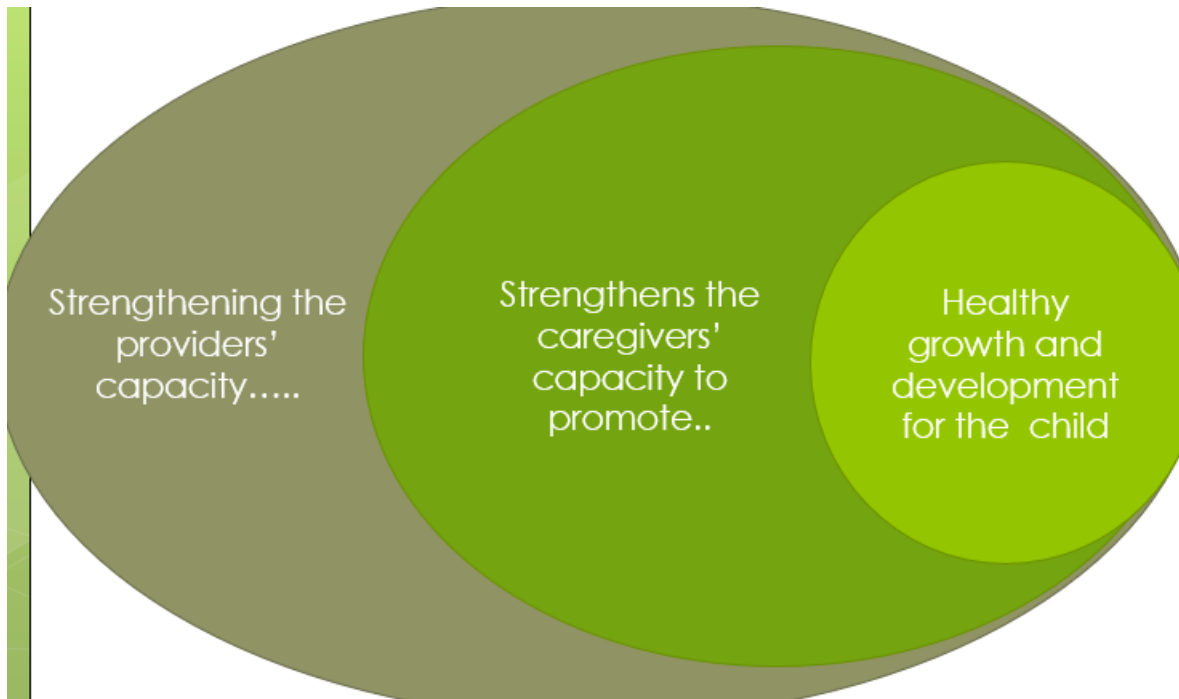 Strengthening the
providers’
capacity…..
Strengthens the
caregivers’
capacity to
promote..
Healthy
growth and
development
for the  child